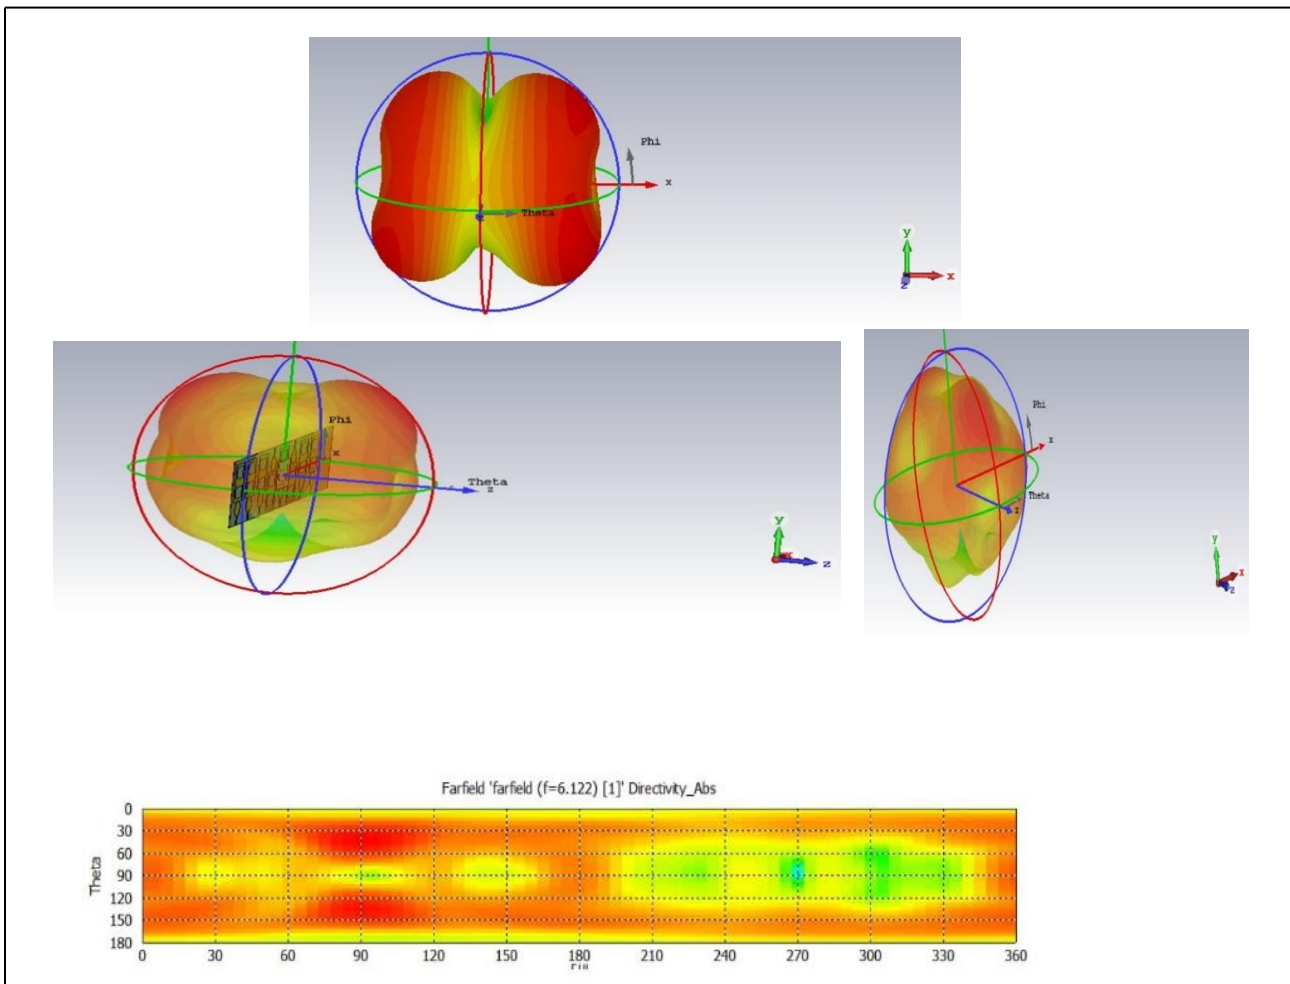 Phi
x
Theta
z
y
x
z
Phi
x
Theta
z
y
x
z
Phi
x
Theta
z
y
x
z
Farfield 'farfield (f=6.122) [1]' Directivity_Abs
Theta
0
30
60
90
120
150
180
0 30 60 90 120 150 180 210 240 270 300 330 360